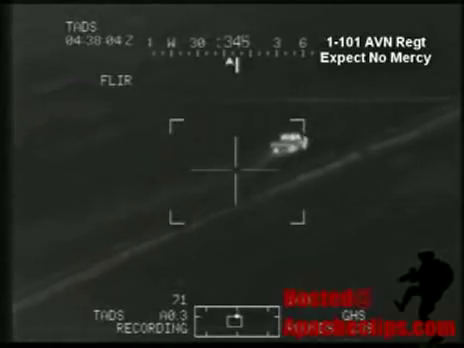 TADS
04:38:04Z
1 W 30 :345 3 6
1-101 AVN Regt
Expect No Mercy
FLIR
71
TADS A0.3 GHS
RECORDING
Hosted@
Apacheclips.com